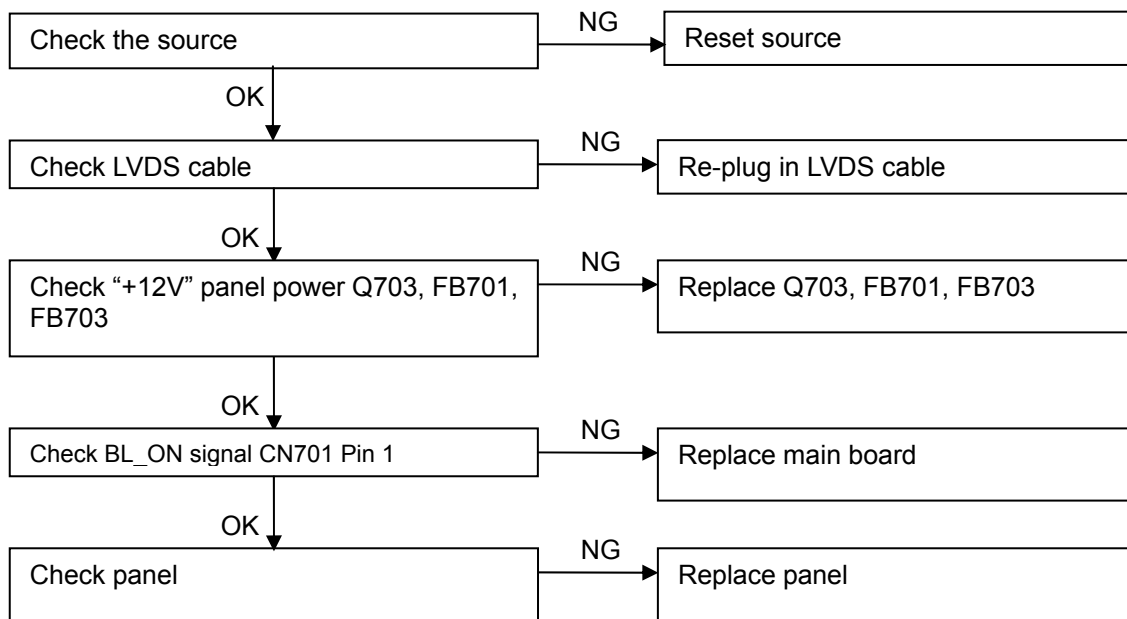 Check the source
NG
Reset source
OK
Check LVDS cable
NG
Re-plug in LVDS cable
OK
Check “+12V” panel power Q703, FB701,
FB703
NG
Replace Q703, FB701, FB703
OK
Check BL_ON signal CN701 Pin 1
NG
Replace main board
OK
Check panel
NG
Replace panel